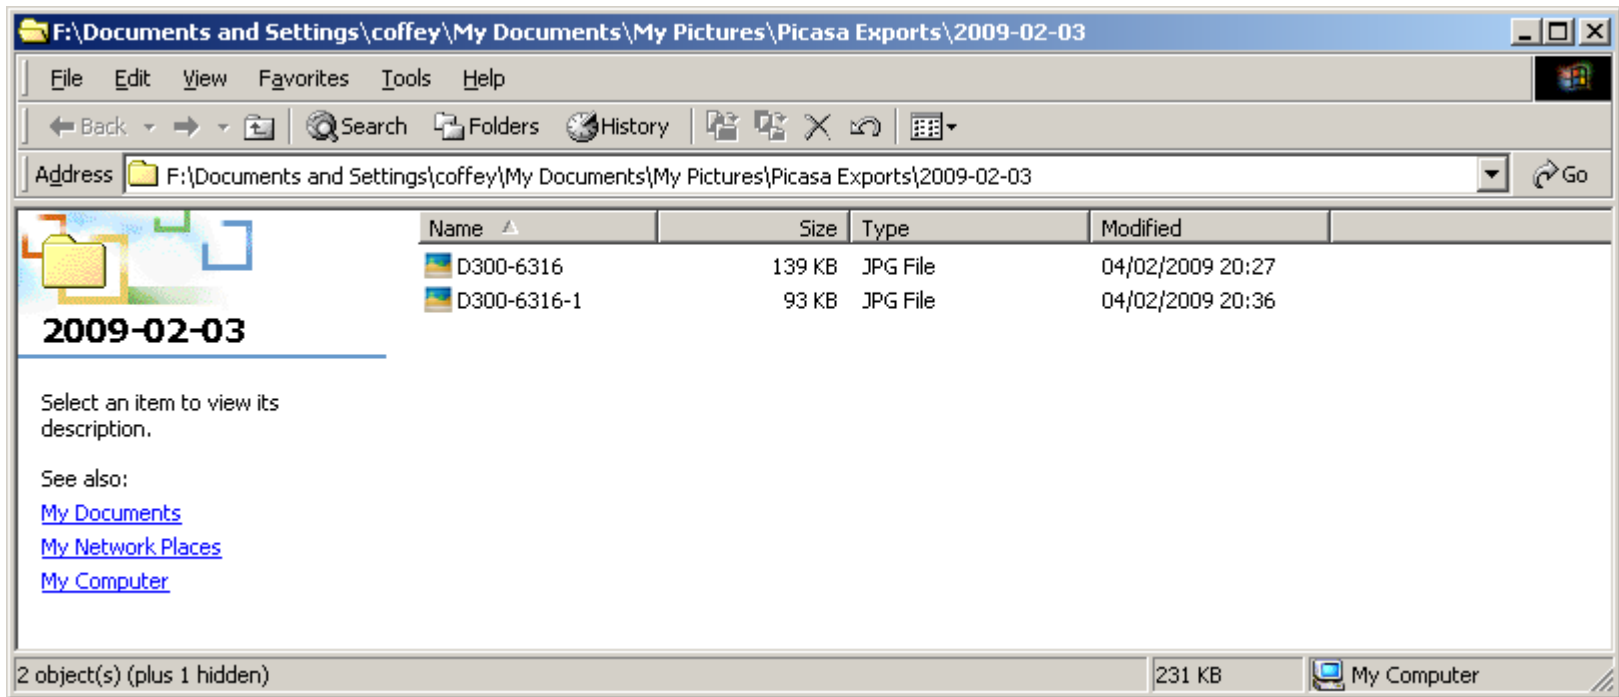 F:\Documents and Settings\coffey\My Documents\My Pictures\Picasa Exports\2009-02-03
File Edit View Favorites Tools Help
Back Search Folders History
Address F:\Documents and Settings\coffey\My Documents\My Pictures\Picasa Exports\2009-02-03 Go
Name Size Type Modified
D300-6316 139 KB JPG File 04/02/2009 20:27
D300-6316-1 93 KB JPG File 04/02/2009 20:36
2009-02-03
Select an item to view its
description.
See also:
My Documents
My Network Places
My Computer
2 object(s) (plus 1 hidden) 231 KB My Computer